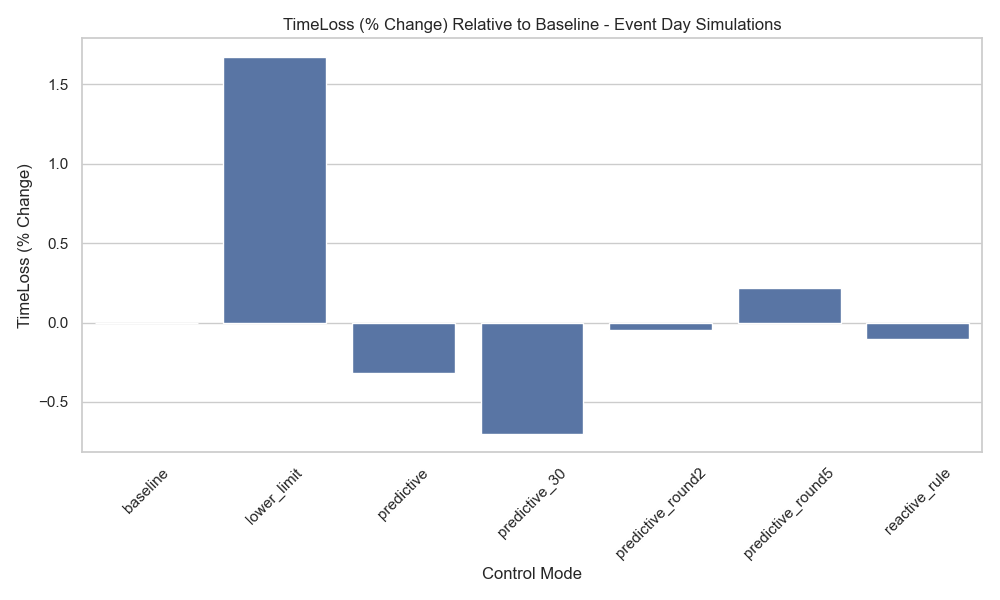 TimeLoss (% Change) Relative to Baseline - Event Day Simulations
TimeLoss (% Change)
1.5
1.0
0.5
0.0
−0.5
baseline
lower_limit
predictive
predictive_30
predictive_round2
predictive_round5
reactive_rule
Control Mode